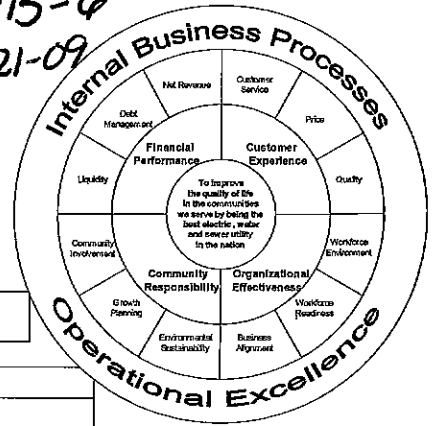 15-6
21-09
Internal Business Processes
Net Revenue
Customer
Service
Debt
Management
Price
Financial
Performance
Customer
Experience
Liquidity
Quality
To improve
the quality of life
in the communities
we serve by being the
best electric, water
and sewer utility
in the nation
Community
Involvement
Workforce
Environment
Community
Responsibility
Organizational
Effectiveness
Growth
Planning
Workforce
Readiness
Environmental
Sustainability
Business
Alignment
Operational Excellence